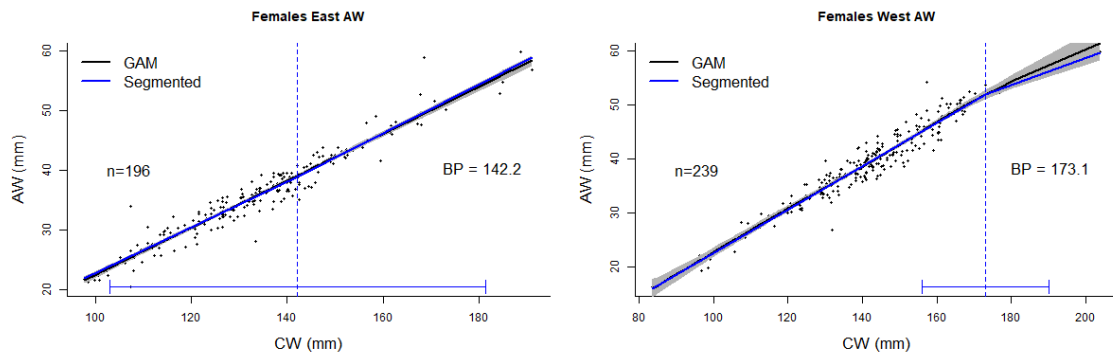 Females East AW
GAM
Segmented
n=196
BP = 142.2
AW (mm)
20
30
40
50
60
100
120
140
160
180
CW (mm)
Females West AW
GAM
Segmented
n=239
BP = 173.1
AW (mm)
20
30
40
50
60
80
100
120
140
160
180
200
CW (mm)